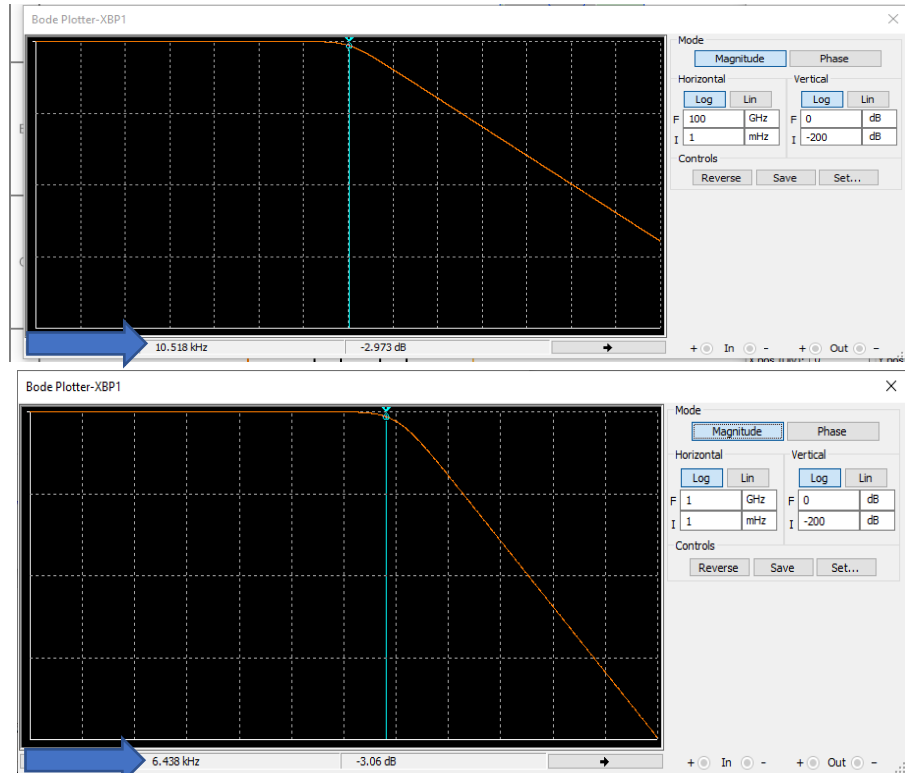 Bode Plotter-XBP1
Mode
Magnitude Phase
Horizontal Vertical
Log Lin Log Lin
F 100 GHz F 0 dB
I 1 mHz I -200 dB
Controls
Reverse Save Set...
10.518 kHz -2.973 dB + In - + Out -
Bode Plotter-XBP1
Mode
Magnitude Phase
Horizontal Vertical
Log Lin Log Lin
F 1 GHz F 0 dB
I 1 mHz I -200 dB
Controls
Reverse Save Set...
6.438 kHz -3.06 dB + In - + Out -